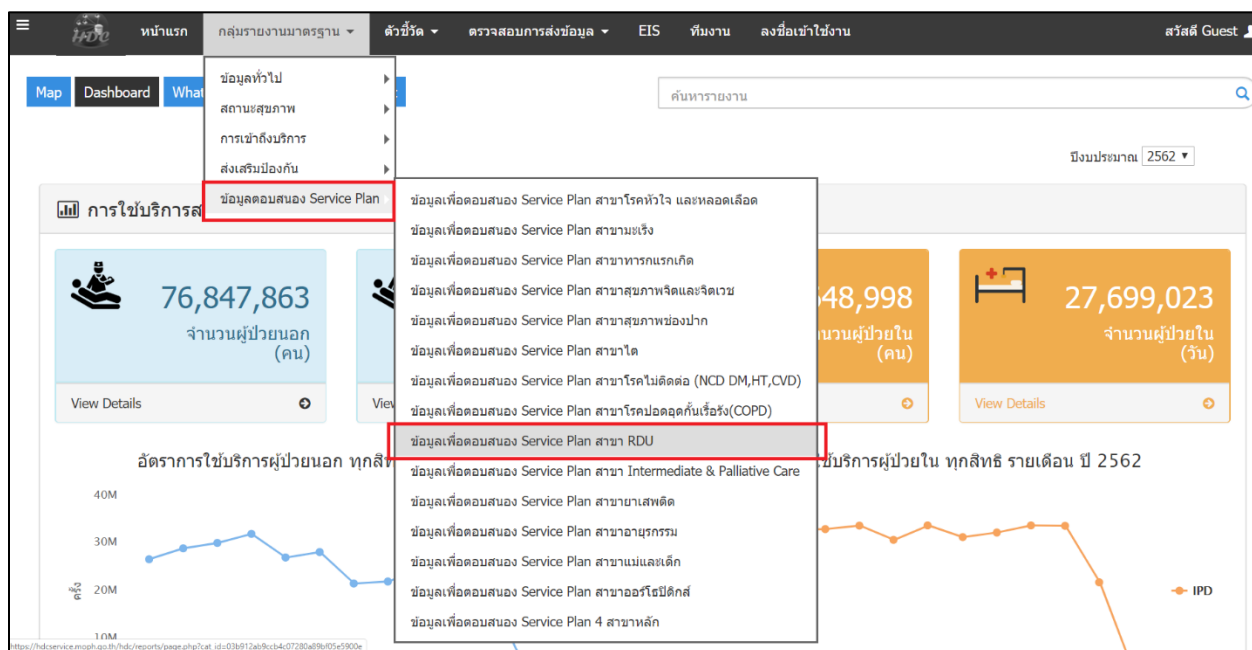 HDC หน้าแรก กลุ่มรายงานมาตรฐาน ตัวชี้วัด ตรวจสอบการส่งข้อมูล EIS ทีมงาน ลงชื่อเข้าใช้งาน สวัสดี Guest
ข้อมูลทั่วไป
Map Dashboard What ค้นหารายงาน
สถานะสุขภาพ
การเข้าถึงบริการ
ส่งเสริมป้องกัน
ปีงบประมาณ 2562
ข้อมูลตอบสนอง Service Plan
การใช้บริการส
ข้อมูลเพื่อตอบสนอง Service Plan สาขาโรคหัวใจ และหลอดเลือด
ข้อมูลเพื่อตอบสนอง Service Plan สาขามะเร็ง
ข้อมูลเพื่อตอบสนอง Service Plan สาขาทารกแรกเกิด
ข้อมูลเพื่อตอบสนอง Service Plan สาขาสุขภาพจิตและจิตเวช
ข้อมูลเพื่อตอบสนอง Service Plan สาขาสุขภาพช่องปาก
ข้อมูลเพื่อตอบสนอง Service Plan สาขาไต
ข้อมูลเพื่อตอบสนอง Service Plan สาขาโรคไม่ติดต่อ (NCD DM,HT,CVD)
ข้อมูลเพื่อตอบสนอง Service Plan สาขาโรคปอดอุดกั้นเรื้อรัง(COPD)
ข้อมูลเพื่อตอบสนอง Service Plan สาขา RDU
ข้อมูลเพื่อตอบสนอง Service Plan สาขา Intermediate & Palliative Care
ข้อมูลเพื่อตอบสนอง Service Plan สาขายาเสพติด
ข้อมูลเพื่อตอบสนอง Service Plan สาขาอายุรกรรม
ข้อมูลเพื่อตอบสนอง Service Plan สาขาแม่และเด็ก
ข้อมูลเพื่อตอบสนอง Service Plan สาขาออร์โธปิดิกส์
ข้อมูลเพื่อตอบสนอง Service Plan 4 สาขาหลัก
76,847,863
จำนวนผู้ป่วยนอก
(คน)
View Details
48,998
นวนผู้ป่วยใน
(คน)
27,699,023
จำนวนผู้ป่วยใน
(วัน)
View Details
อัตราการใช้บริการผู้ป่วยนอก ทุกสิท
ใช้บริการผู้ป่วยใน ทุกสิทธิ รายเดือน ปี 2562
40M
30M
ครั้ง
20M
10M
IPD